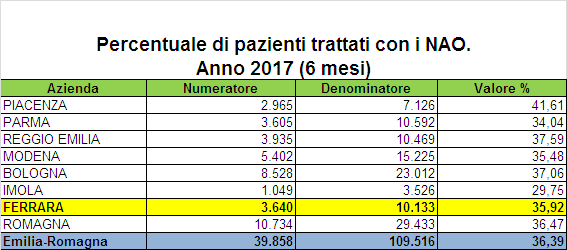 Percentuale di pazienti trattati con i NAO.
Anno 2017 (6 mesi)
Azienda Numeratore Denominatore Valore %
PIACENZA 2.965 7.126 41,61
PARMA 3.605 10.592 34,04
REGGIO EMILIA 3.935 10.469 37,59
MODENA 5.402 15.225 35,48
BOLOGNA 8.528 23.012 37,06
IMOLA 1.049 3.526 29,75
FERRARA 3.640 10.133 35,92
ROMAGNA 10.734 29.433 36,47
Emilia-Romagna 39.858 109.516 36,39